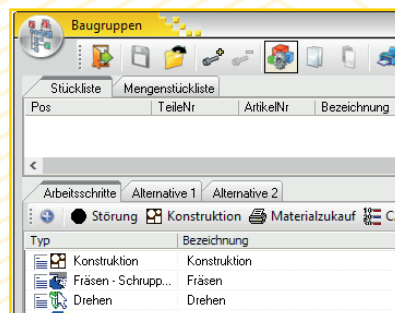 Baugruppen
Stückliste Mengenstückliste
Pos TeileNr ArtikelNr Bezeichnung
Arbeitsschritte Alternative 1 Alternative 2
Störung Konstruktion Materialzukauf C
Typ Bezeichnung
Konstruktion Konstruktion
Fräsen - Schrupp... Fräsen
Drehen Drehen